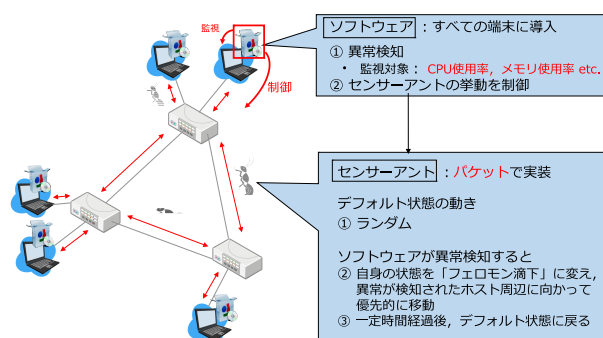 監視
制御
ソフトウェア：すべての端末に導入
① 異常検知
・ 監視対象： CPU使用率，メモリ使用率 etc.
② センサーアントの挙動を制御
センサーアント：パケットで実装
デフォルト状態の動き
① ランダム
ソフトウェアが異常検知すると
② 自身の状態を「フェロモン滴下」に変え，
異常が検知されたホスト周辺に向かって
優先的に移動
③ 一定時間経過後，デフォルト状態に戻る